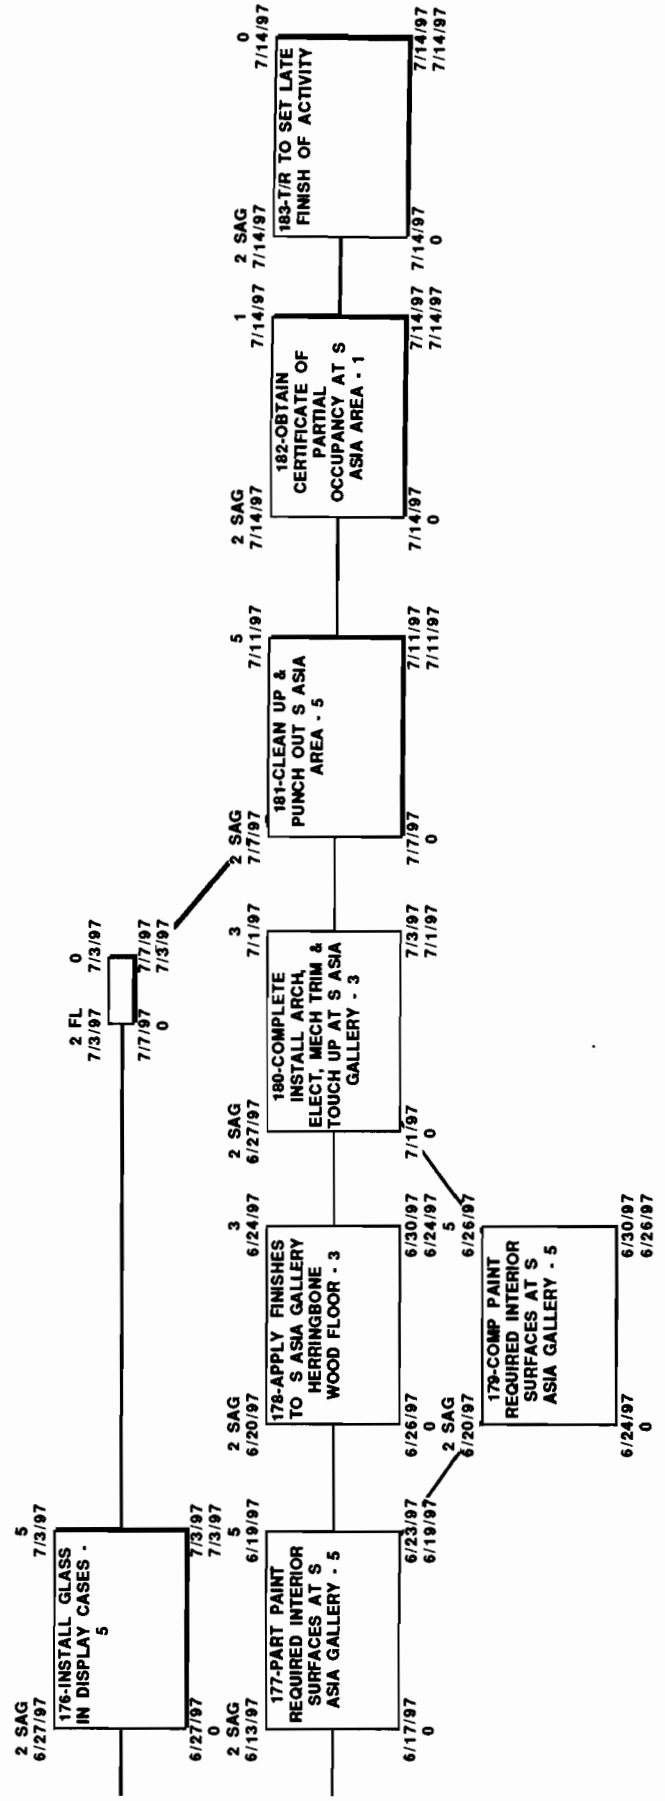 2 SAG 5
6/27/97 7/3/97
176-INSTALL GLASS
IN DISPLAY CASES -
5
6/27/97 7/3/97
0 7/3/97
2 FL 0
7/3/97 7/3/97
7/7/97 7/7/97
0 7/3/97
2 SAG 5
6/13/97 6/19/97
177-PART PAINT
REQUIRED INTERIOR
SURFACES AT S
ASIA GALLERY - 5
6/17/97 6/23/97
0 6/19/97
2 SAG 3
6/20/97 6/24/97
178-APPLY FINISHES
TO S ASIA GALLERY
HERRINGBONE
WOOD FLOOR - 3
6/26/97 6/30/97
0 6/24/97
2 SAG 5
6/20/97 6/26/97
179-COMP PAINT
REQUIRED INTERIOR
SURFACES AT S
ASIA GALLERY - 5
6/24/97 6/30/97
0 6/26/97
2 SAG 3
6/27/97 7/1/97
180-COMPLETE
INSTALL ARCH,
ELECT, MECH TRIM &
TOUCH UP AT S ASIA
GALLERY - 3
7/1/97 7/3/97
0 7/1/97
2 SAG 5
7/7/97 7/11/97
181-CLEAN UP &
PUNCH OUT S ASIA
AREA - 5
7/7/97 7/11/97
0 7/11/97
2 SAG 1
7/14/97 7/14/97
182-OBTAIN
CERTIFICATE OF
PARTIAL
OCCUPANCY AT S
ASIA AREA - 1
7/14/97 7/14/97
0 7/14/97
2 SAG 0
7/14/97 7/14/97
183-T/R TO SET LATE
FINISH OF ACTIVITY
7/14/97 7/14/97
0 7/14/97